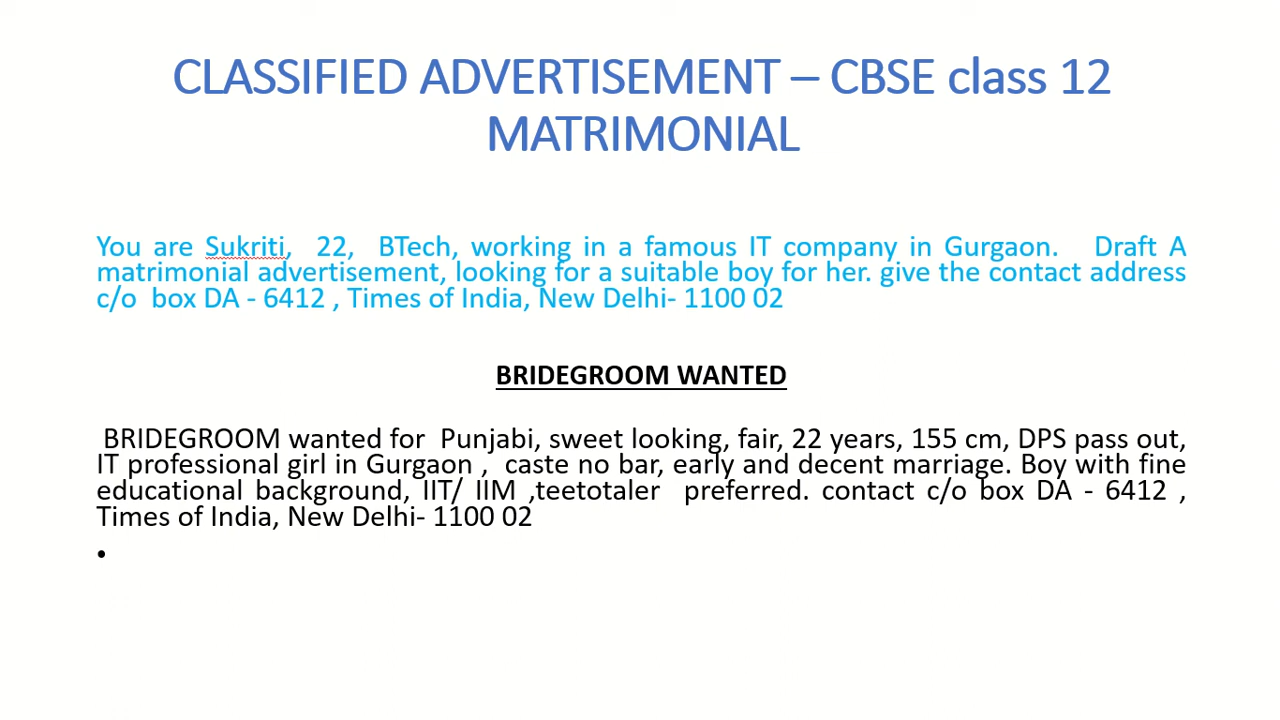 CLASSIFIED ADVERTISEMENT – CBSE class 12
MATRIMONIAL
You are Sukriti, 22, BTech, working in a famous IT company in Gurgaon. Draft A
matrimonial advertisement, looking for a suitable boy for her. give the contact address
c/o box DA - 6412 , Times of India, New Delhi- 1100 02
BRIDEGROOM WANTED
BRIDEGROOM wanted for Punjabi, sweet looking, fair, 22 years, 155 cm, DPS pass out,
IT professional girl in Gurgaon , caste no bar, early and decent marriage. Boy with fine
educational background, IIT/ IIM ,teetotaler preferred. contact c/o box DA - 6412 ,
Times of India, New Delhi- 1100 02
•